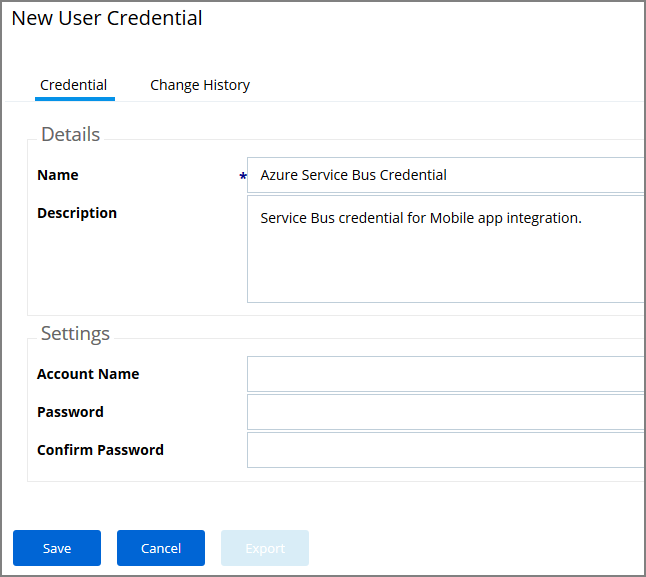 New User Credential
Credential Change History
Details
Name * Azure Service Bus Credential
Description Service Bus credential for Mobile app integration.
Settings
Account Name
Password
Confirm Password
Save Cancel Export